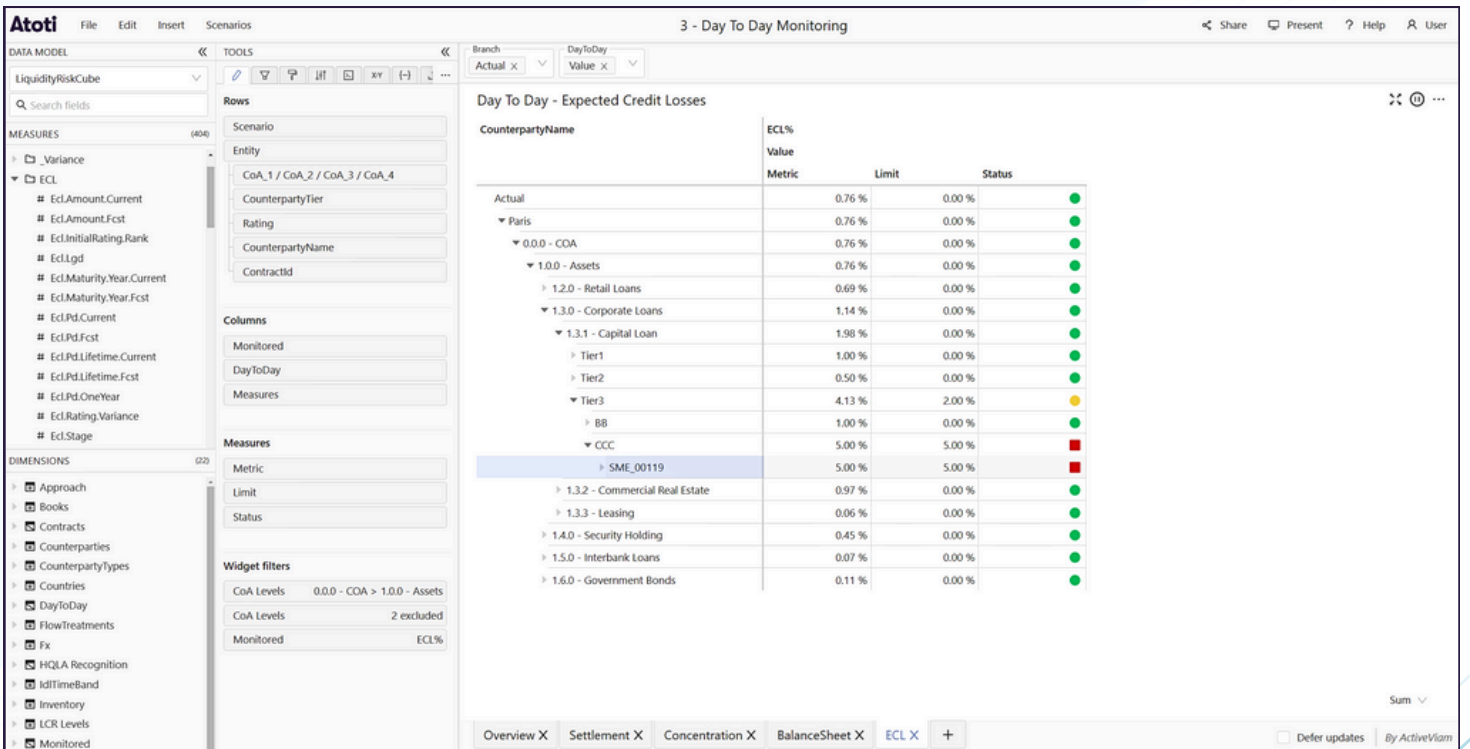 Atoti File Edit Insert Scenarios 3 - Day To Day Monitoring Share Present ? Help User
DATA MODEL
LiquidityRiskCube
Search fields
MEASURES (404)
_Variance
ECL
# Ecl.Amount.Current
# Ecl.Amount.Fcst
# Ecl.InitialRating.Rank
# Ecl.Lgd
# Ecl.Maturity.Year.Current
# Ecl.Maturity.Year.Fcst
# Ecl.Pd.Current
# Ecl.Pd.Fcst
# Ecl.Pd.Lifetime.Current
# Ecl.Pd.Lifetime.Fcst
# Ecl.Pd.OneYear
# Ecl.Rating.Variance
# Ecl.Stage
DIMENSIONS (22)
Approach
Books
Contracts
Counterparties
CounterpartyTypes
Countries
DayToDay
FlowTreatments
Fx
HQLA Recognition
IdlTimeBand
Inventory
LCR Levels
Monitored
TOOLS
Rows
Scenario
Entity
CoA_1 / CoA_2 / CoA_3 / CoA_4
CounterpartyTier
Rating
CounterpartyName
ContractId
Columns
Monitored
DayToDay
Measures
Measures
Metric
Limit
Status
Widget filters
CoA Levels 0.0.0 - COA > 1.0.0 - Assets
CoA Levels 2 excluded
Monitored ECL%
Branch DayToDay
Actual × Value ×
Day To Day - Expected Credit Losses
CounterpartyName ECL%
Value
Metric Limit Status
Actual 0.76 % 0.00 %
Paris 0.76 % 0.00 %
0.0.0 - COA 0.76 % 0.00 %
1.0.0 - Assets 0.76 % 0.00 %
1.2.0 - Retail Loans 0.69 % 0.00 %
1.3.0 - Corporate Loans 1.14 % 0.00 %
1.3.1 - Capital Loan 1.98 % 0.00 %
Tier1 1.00 % 0.00 %
Tier2 0.50 % 0.00 %
Tier3 4.13 % 2.00 %
BB 1.00 % 0.00 %
CCC 5.00 % 5.00 %
SME_00119 5.00 % 5.00 %
1.3.2 - Commercial Real Estate 0.97 % 0.00 %
1.3.3 - Leasing 0.06 % 0.00 %
1.4.0 - Security Holding 0.45 % 0.00 %
1.5.0 - Interbank Loans 0.07 % 0.00 %
1.6.0 - Government Bonds 0.11 % 0.00 %
Sum
Overview X Settlement X Concentration X BalanceSheet X ECL X +
Defer updates By ActiveViam